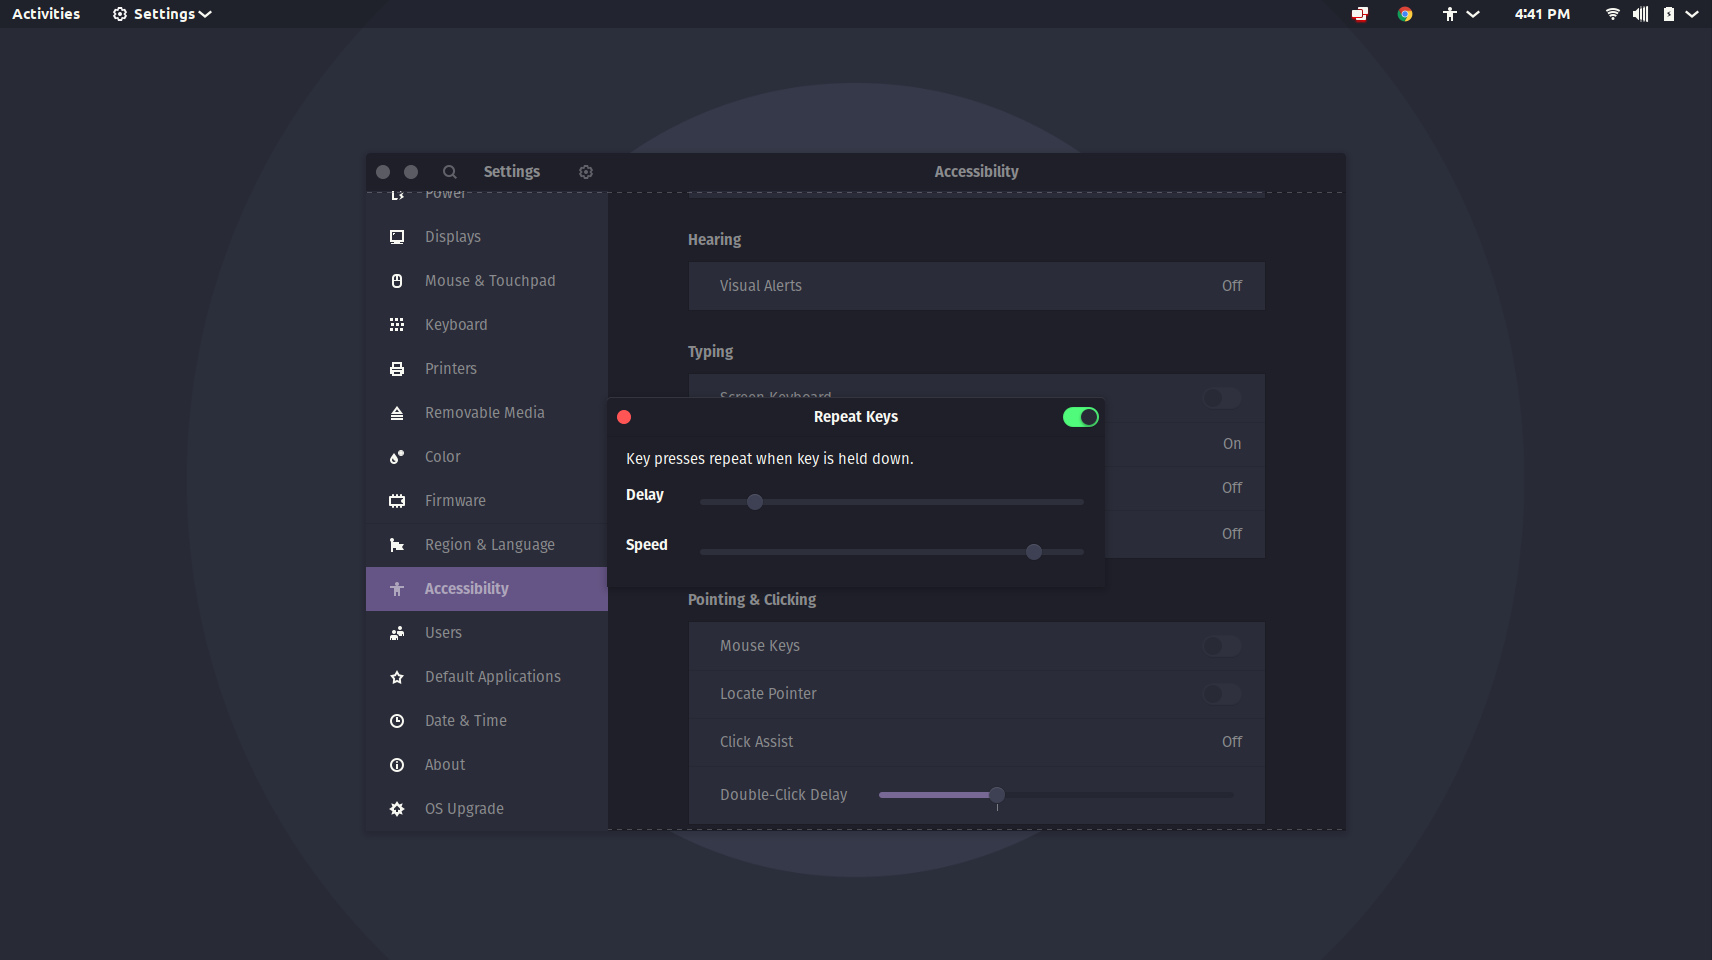 Activities
Settings
4:41 PM
Settings
Accessibility
Power
Displays
Mouse & Touchpad
Keyboard
Printers
Removable Media
Color
Firmware
Region & Language
Accessibility
Users
Default Applications
Date & Time
About
OS Upgrade
Hearing
Visual Alerts Off
Typing
Screen Keyboard
On
Off
Off
Repeat Keys
Key presses repeat when key is held down.
Delay
Speed
Pointing & Clicking
Mouse Keys
Locate Pointer
Click Assist Off
Double-Click Delay